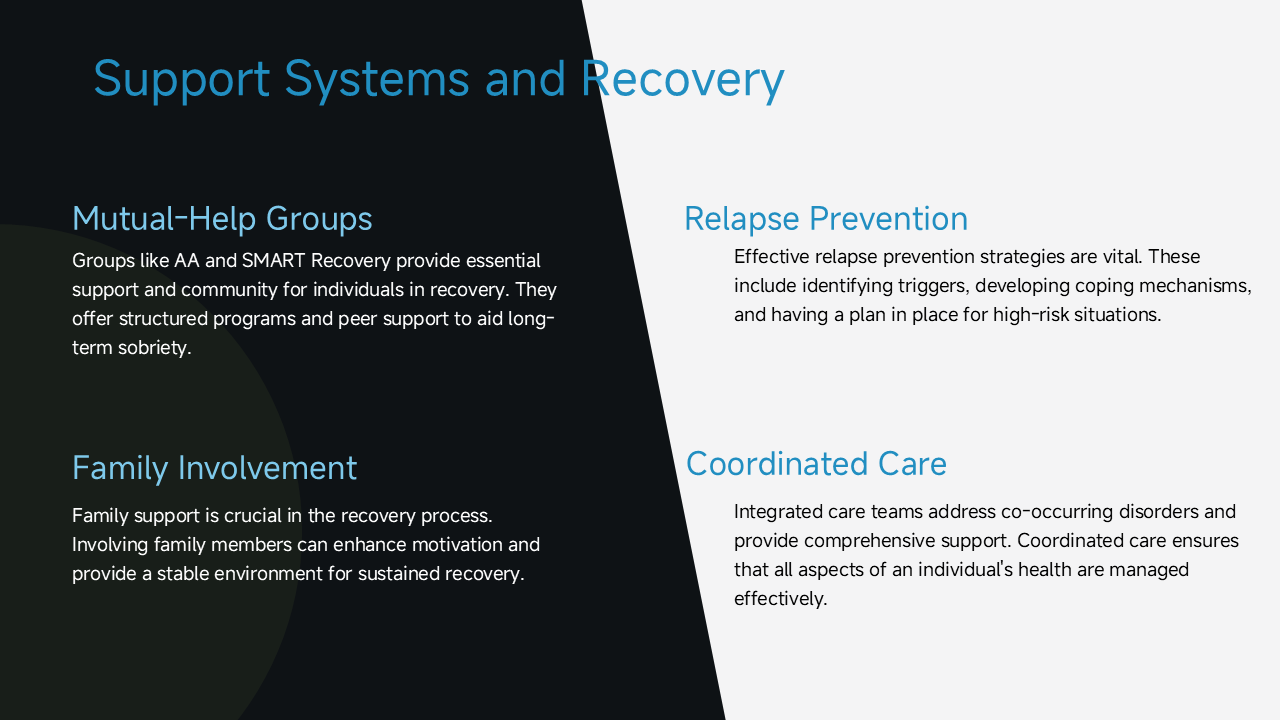 Support Systems and Recovery
Mutual-Help Groups
Groups like AA and SMART Recovery provide essential
support and community for individuals in recovery. They
offer structured programs and peer support to aid long-
term sobriety.
Relapse Prevention
Effective relapse prevention strategies are vital. These
include identifying triggers, developing coping mechanisms,
and having a plan in place for high-risk situations.
Family Involvement
Family support is crucial in the recovery process.
Involving family members can enhance motivation and
provide a stable environment for sustained recovery.
Coordinated Care
Integrated care teams address co-occurring disorders and
provide comprehensive support. Coordinated care ensures
that all aspects of an individual's health are managed
effectively.